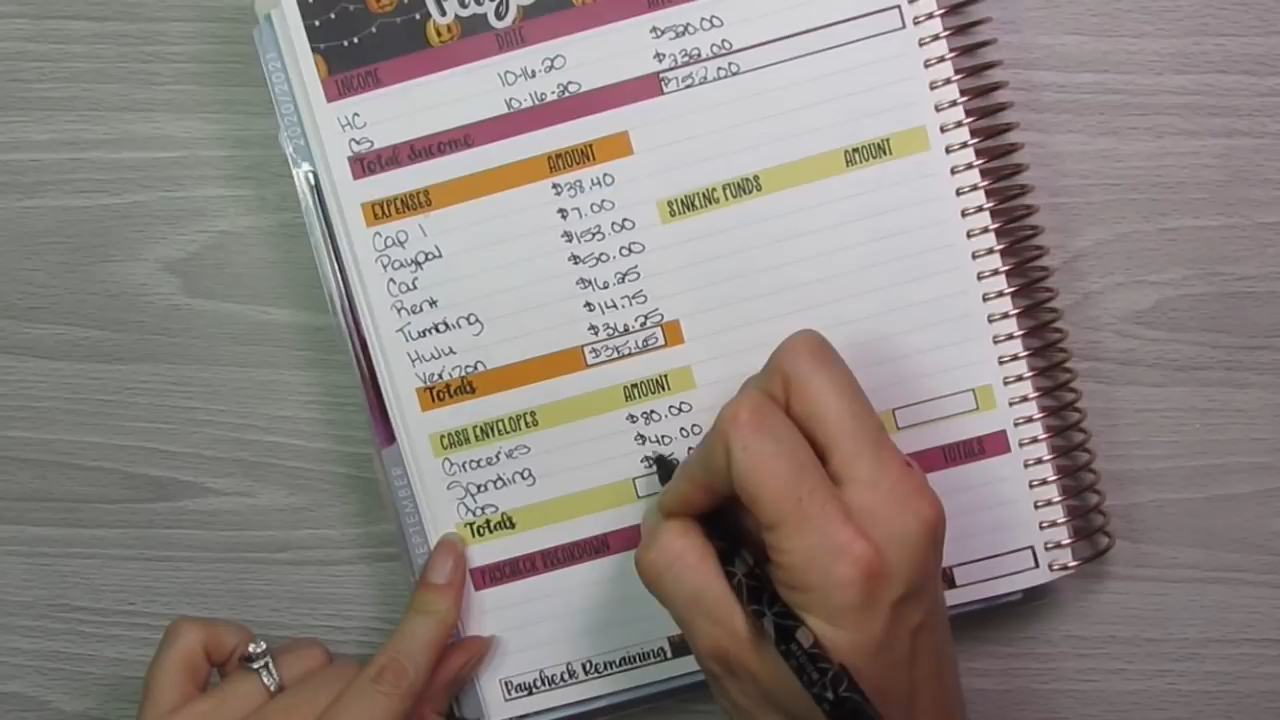 DATE
INCOME
HC 10-16-20 $520.00
CS 10-16-20 $232.00
Total Income $752.00
EXPENSES AMOUNT
Cap 1 $38.40
Paypal $7.00
Car $153.00
Rent $50.00
Tumbling $16.25
Hulu $14.75
Verizon $36.25
Totals $315.65
SINKING FUNDS AMOUNT
CASH ENVELOPES AMOUNT
Groceries $80.00
Spending $40.00
Gas
Totals
TOTALS
PAYCHECK BREAKDOWN
Paycheck Remaining
2020/2021
SEPTEMBER